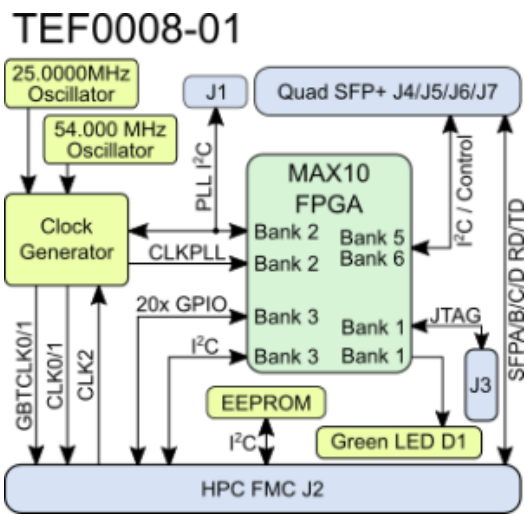 TEF0008-01
25.0000MHz
Oscillator
54.000 MHz
Oscillator
J1
Quad SFP+ J4/J5/J6/J7
PLL I²C
MAX10
FPGA
I²C / Control
SFPA/B/C/D RD/TD
Clock
Generator
Bank 2
CLKPLL
Bank 2
Bank 5
Bank 6
20x GPIO
Bank 3
I²C
Bank 3
Bank 1
JTAG
Bank 1
J3
GBTCLK0/1
CLK0/1
CLK2
EEPROM
I²C
Green LED D1
HPC FMC J2